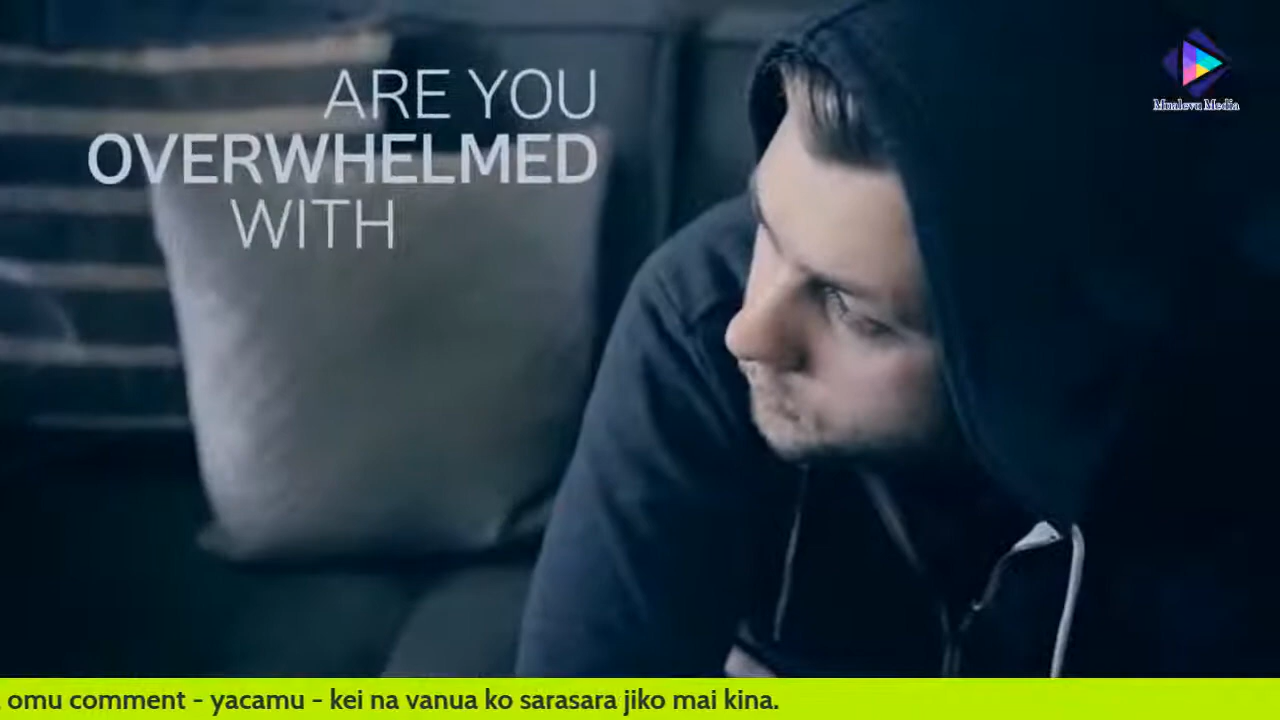 ARE YOU
OVERWHELMED
WITH
Mualevu Media
omu comment - yacamu - kei na vanua ko sarasara jiko mai kina.